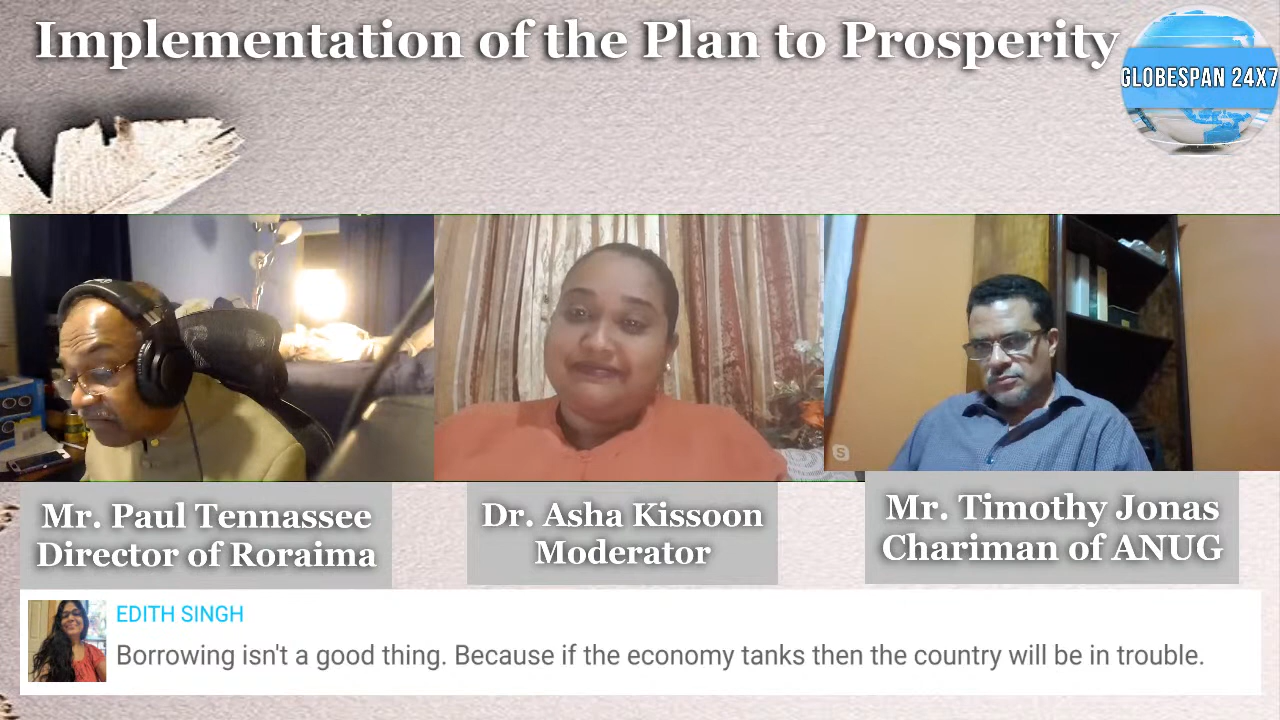 Implementation of the Plan to Prosperity
GLOBESPAN 24X7
Mr. Paul Tennassee
Director of Roraima
Dr. Asha Kissoon
Moderator
Mr. Timothy Jonas
Chariman of ANUG
EDITH SINGH
Borrowing isn't a good thing. Because if the economy tanks then the country will be in trouble.